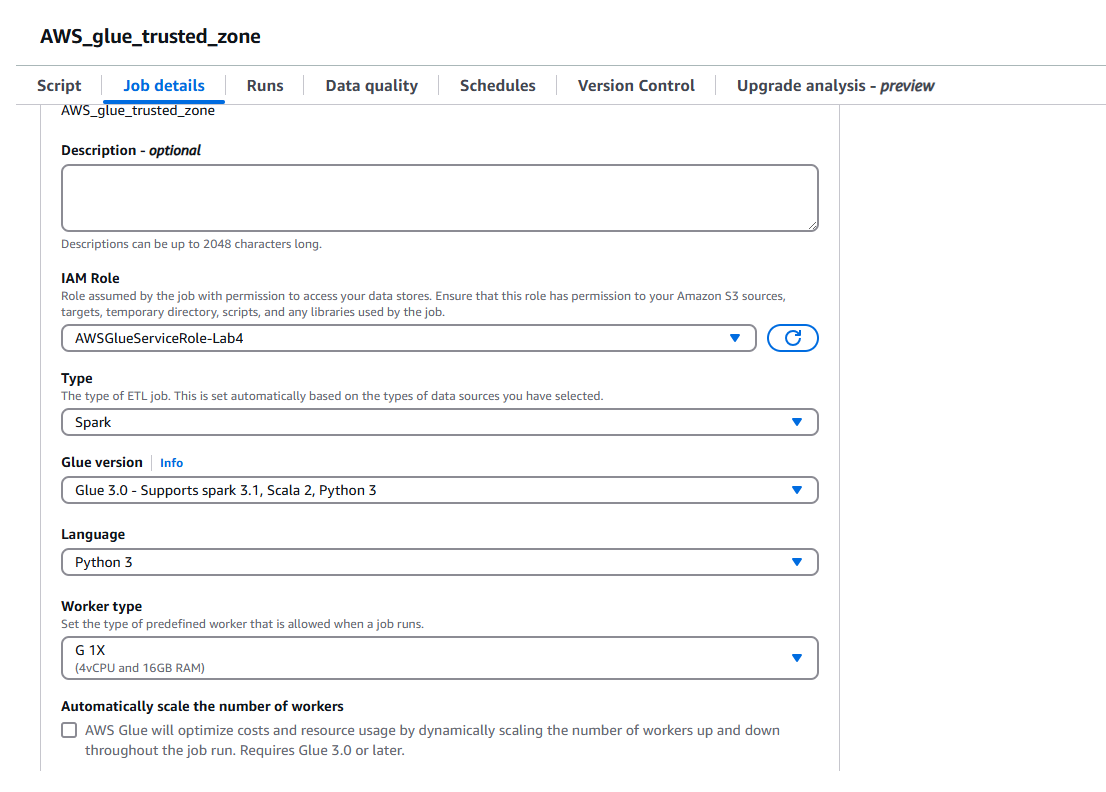 AWS_glue_trusted_zone
Script
Job details
Runs
Data quality
Schedules
Version Control
Upgrade analysis - preview
AWS_glue_trusted_zone
Description - optional
Descriptions can be up to 2048 characters long.
IAM Role
Role assumed by the job with permission to access your data stores. Ensure that this role has permission to your Amazon S3 sources,
targets, temporary directory, scripts, and any libraries used by the job.
AWSGlueServiceRole-Lab4
Type
The type of ETL job. This is set automatically based on the types of data sources you have selected.
Spark
Glue version
Info
Glue 3.0 - Supports spark 3.1, Scala 2, Python 3
Language
Python 3
Worker type
Set the type of predefined worker that is allowed when a job runs.
G 1X
(4vCPU and 16GB RAM)
Automatically scale the number of workers
AWS Glue will optimize costs and resource usage by dynamically scaling the number of workers up and down
throughout the job run. Requires Glue 3.0 or later.